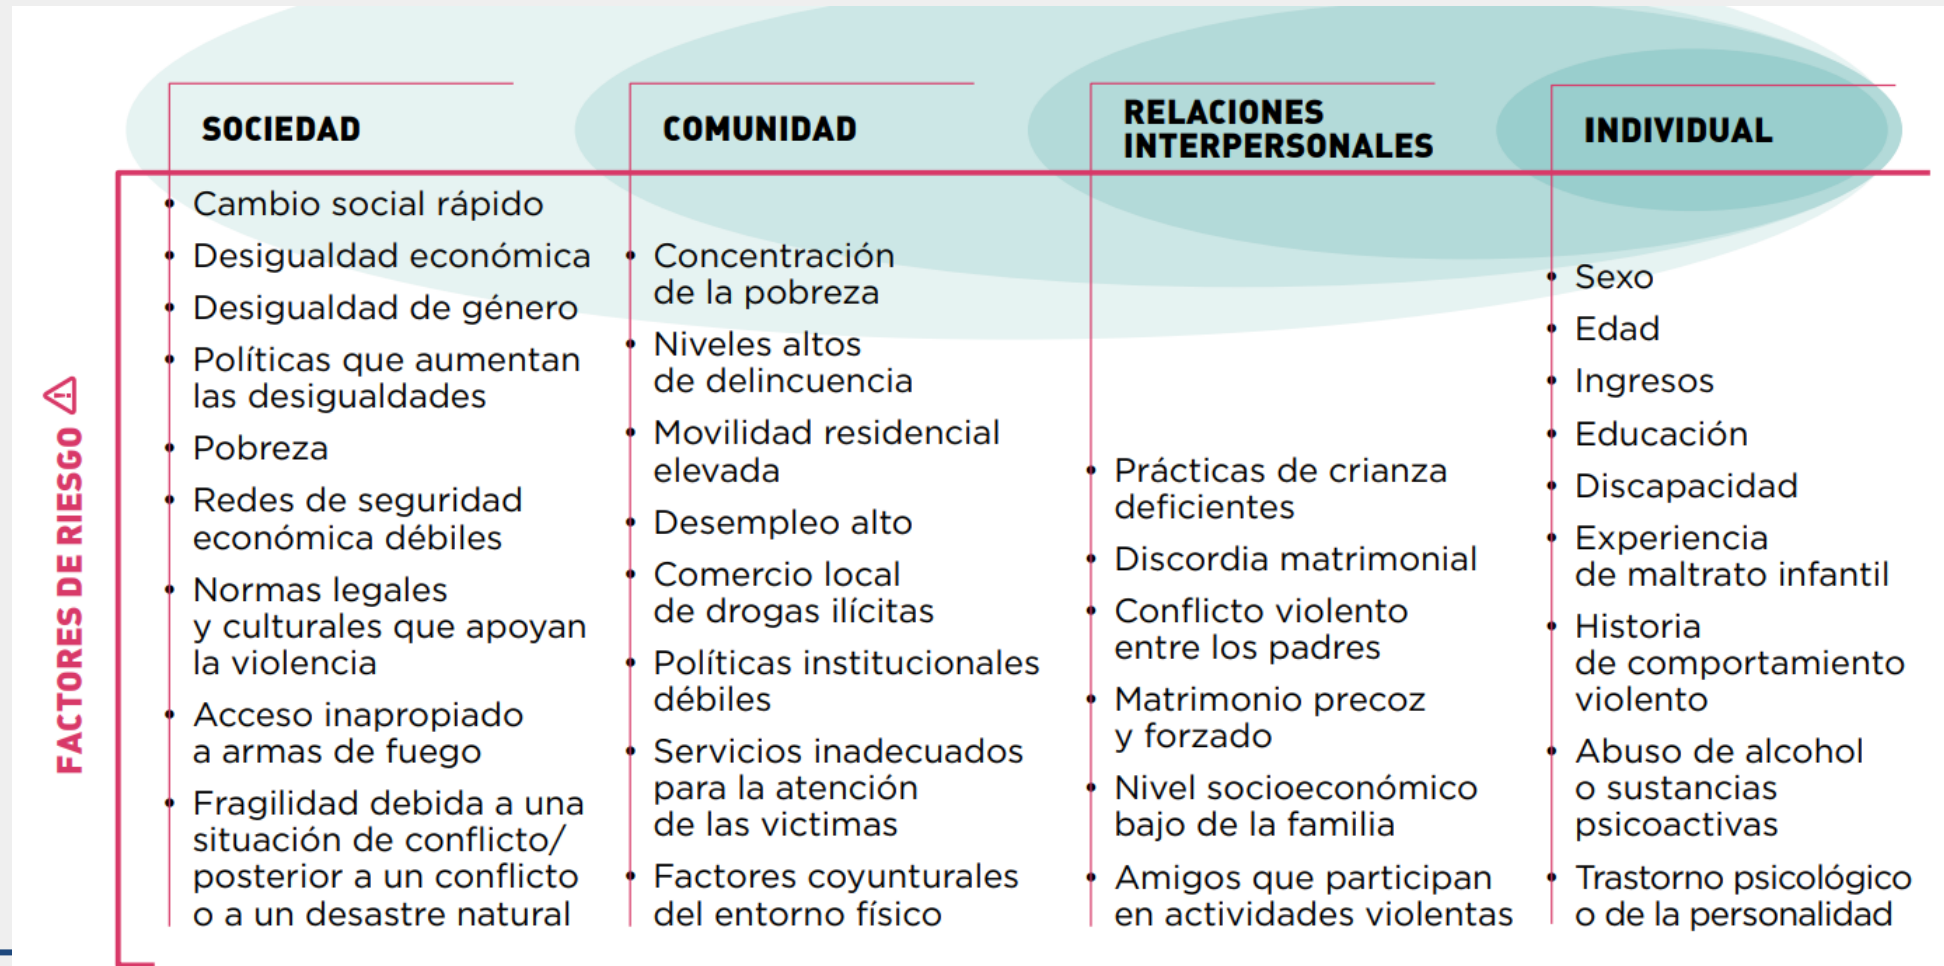 FACTORES DE RIESGO
SOCIEDAD
• Cambio social rápido
• Desigualdad económica
• Desigualdad de género
• Políticas que aumentan
las desigualdades
• Pobreza
• Redes de seguridad
económica débiles
• Normas legales
y culturales que apoyan
la violencia
• Acceso inapropiado
a armas de fuego
• Fragilidad debida a una
situación de conflicto/
posterior a un conflicto
o a un desastre natural
COMUNIDAD
• Concentración
de la pobreza
• Niveles altos
de delincuencia
• Movilidad residencial
elevada
• Desempleo alto
• Comercio local
de drogas ilícitas
• Políticas institucionales
débiles
• Servicios inadecuados
para la atención
de las victimas
• Factores coyunturales
del entorno físico
RELACIONES
INTERPERSONALES
• Prácticas de crianza
deficientes
• Discordia matrimonial
• Conflicto violento
entre los padres
• Matrimonio precoz
y forzado
• Nivel socioeconómico
bajo de la familia
• Amigos que participan
en actividades violentas
INDIVIDUAL
• Sexo
• Edad
• Ingresos
• Educación
• Discapacidad
• Experiencia
de maltrato infantil
• Historia
de comportamiento
violento
• Abuso de alcohol
o sustancias
psicoactivas
• Trastorno psicológico
o de la personalidad